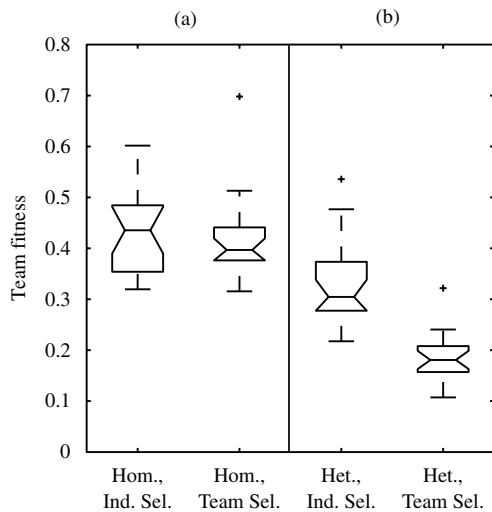 (a) (b)
0.8
0.7
0.6
0.5
0.4
0.3
0.2
0.1
0
Team fitness
Hom., Hom., Het., Het.,
Ind. Sel. Team Sel. Ind. Sel. Team Sel.